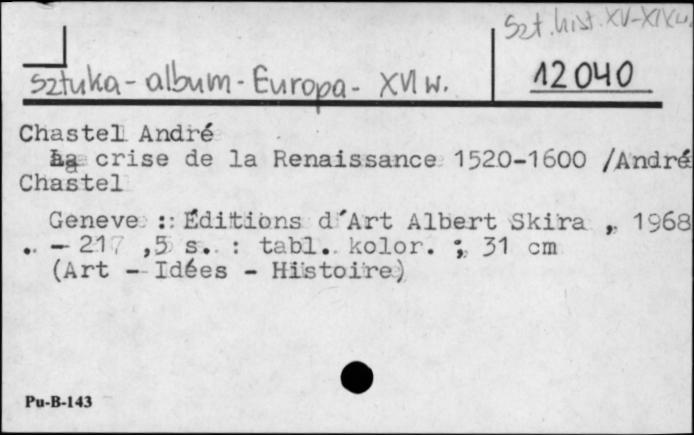 Szt. hist. XV-XIXw.
Sztuka - album - Europa - XVI w.
12040
Chastel André
La crise de la Renaissance 1520-1600 /André
Chastel
Geneve : Éditions d´Art Albert Skira , 1968
. — 217 ,5 s. : tabl. kolor. ; 31 cm
(Art - Idées - Histoire)
Pu-B-143